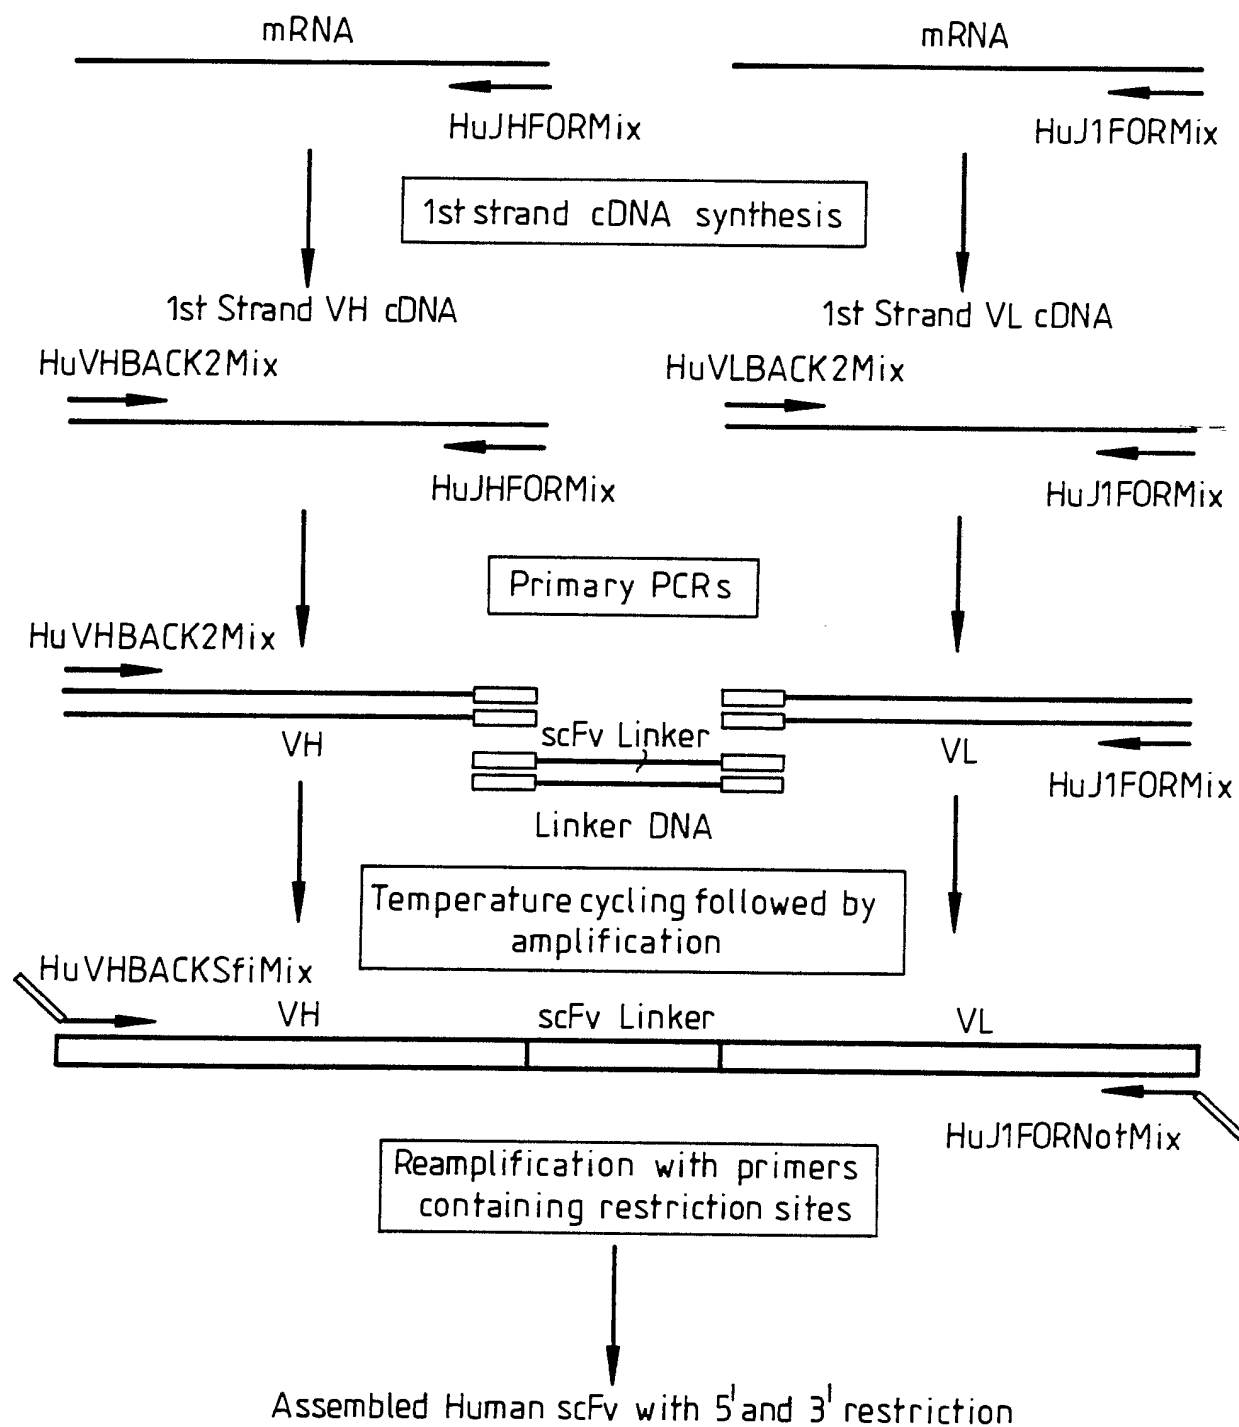 mRNA
mRNA
HuJHFORMix
HuJ1FORMix
1st strand cDNA synthesis
1st Strand VH cDNA
1st Strand VL cDNA
HuVHBACK2Mix
HuVLBACK2Mix
HuJHFORMix
HuJ1FORMix
Primary PCRs
HuVHBACK2Mix
VH
scFv Linker
VL
HuJ1FORMix
Linker DNA
Temperature cycling followed by
amplification
HuVHBACKSfiMix
VH
scFv Linker
VL
HuJ1FORNotMix
Reamplification with primers
containing restriction sites
Assembled Human scFv with 5' and 3' restriction